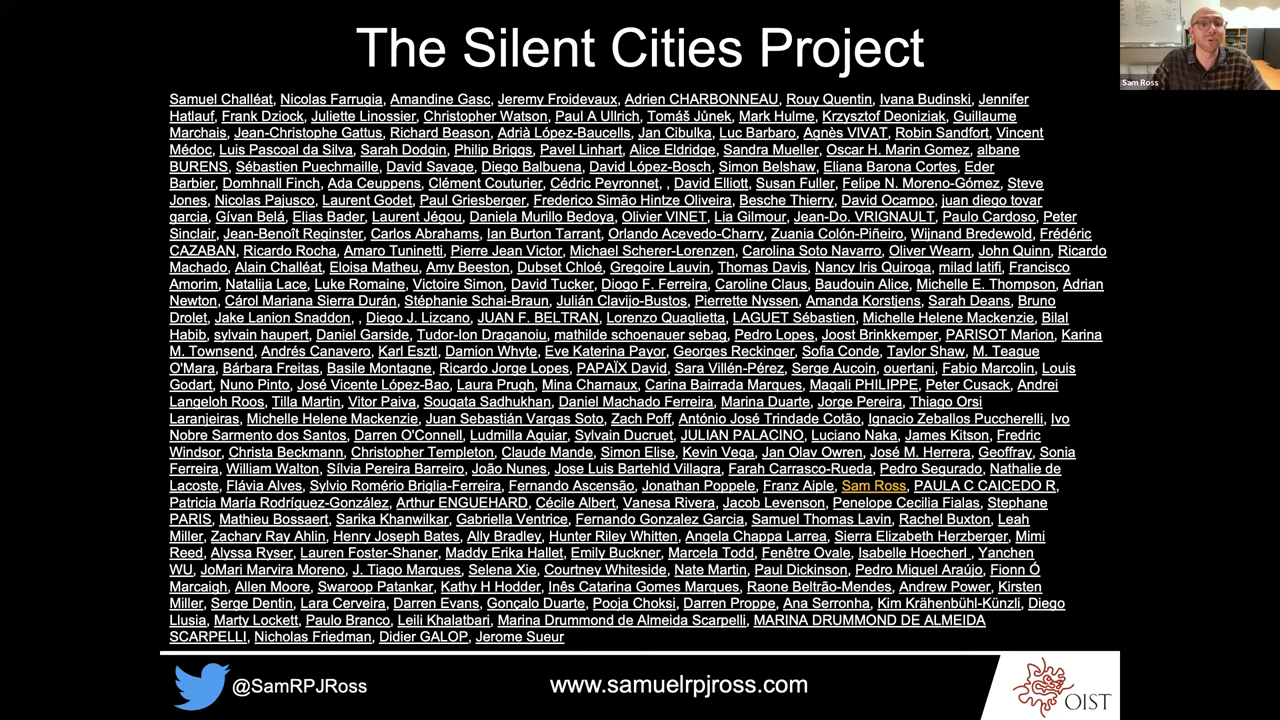 The Silent Cities Project
Sam Ross
Samuel Challéat, Nicolas Farrugia, Amandine Gasc, Jeremy Froidevaux, Adrien CHARBONNEAU, Rouy Quentin, Ivana Budinski, Jennifer
Hatlauf, Frank Dziock, Juliette Linossier, Christopher Watson, Paul A Ullrich, Tomáš Jůnek, Mark Hulme, Krzysztof Deoniziak, Guillaume
Marchais, Jean-Christophe Gattus, Richard Beason, Adrià López-Baucells, Jan Cibulka, Luc Barbaro, Agnès VIVAT, Robin Sandfort, Vincent
Médoc, Luis Pascoal da Silva, Sarah Dodgin, Philip Briggs, Pavel Linhart, Alice Eldridge, Sandra Mueller, Oscar H. Marin Gomez, albane
BURENS, Sébastien Puechmaille, David Savage, Diego Balbuena, David López-Bosch, Simon Belshaw, Eliana Barona Cortes, Eder
Barbier, Domhnall Finch, Ada Ceuppens, Clément Couturier, Cédric Peyronnet, , David Elliott, Susan Fuller, Felipe N. Moreno-Gómez, Steve
Jones, Nicolas Pajusco, Laurent Godet, Paul Griesberger, Frederico Simão Hintze Oliveira, Besche Thierry, David Ocampo, juan diego tovar
garcia, Gívan Belá, Elias Bader, Laurent Jégou, Daniela Murillo Bedoya, Olivier VINET, Lia Gilmour, Jean-Do. VRIGNAULT, Paulo Cardoso, Peter
Sinclair, Jean-Benoît Reginster, Carlos Abrahams, Ian Burton Tarrant, Orlando Acevedo-Charry, Zuania Colón-Piñeiro, Wijnand Bredewold, Frédéric
CAZABAN, Ricardo Rocha, Amaro Tuninetti, Pierre Jean Victor, Michael Scherer-Lorenzen, Carolina Soto Navarro, Oliver Wearn, John Quinn, Ricardo
Machado, Alain Challéat, Eloisa Matheu, Amy Beeston, Dubset Chloé, Gregoire Lauvin, Thomas Davis, Nancy Iris Quiroga, milad latifi, Francisco
Amorim, Natalija Lace, Luke Romaine, Victoire Simon, David Tucker, Diogo F. Ferreira, Caroline Claus, Baudouin Alice, Michelle E. Thompson, Adrian
Newton, Cárol Mariana Sierra Durán, Stéphanie Schai-Braun, Julián Clavijo-Bustos, Pierrette Nyssen, Amanda Korstjens, Sarah Deans, Bruno
Drolet, Jake Lanion Snaddon, , Diego J. Lizcano, JUAN F. BELTRAN, Lorenzo Quaglietta, LAGUET Sébastien, Michelle Helene Mackenzie, Bilal
Habib, sylvain haupert, Daniel Garside, Tudor-Ion Draganoiu, mathilde schoenauer sebag, Pedro Lopes, Joost Brinkkemper, PARISOT Marion, Karina
M. Townsend, Andrés Canavero, Karl Esztl, Damion Whyte, Eve Katerina Payor, Georges Reckinger, Sofia Conde, Taylor Shaw, M. Teague
O'Mara, Bárbara Freitas, Basile Montagne, Ricardo Jorge Lopes, PAPAÏX David, Sara Villén-Pérez, Serge Aucoin, ouertani, Fabio Marcolin, Louis
Godart, Nuno Pinto, José Vicente López-Bao, Laura Prugh, Mina Charnaux, Carina Bairrada Marques, Magali PHILIPPE, Peter Cusack, Andrei
Langeloh Roos, Tilla Martin, Vitor Paiva, Sougata Sadhukhan, Daniel Machado Ferreira, Marina Duarte, Jorge Pereira, Thiago Orsi
Laranjeiras, Michelle Helene Mackenzie, Juan Sebastián Vargas Soto, Zach Poff, António José Trindade Cotão, Ignacio Zeballos Puccherelli, Ivo
Nobre Sarmento dos Santos, Darren O'Connell, Ludmilla Aguiar, Sylvain Ducruet, JULIAN PALACINO, Luciano Naka, James Kitson, Fredric
Windsor, Christa Beckmann, Christopher Templeton, Claude Mande, Simon Elise, Kevin Vega, Jan Olav Owren, José M. Herrera, Geoffray, Sonia
Ferreira, William Walton, Sílvia Pereira Barreiro, João Nunes, Jose Luis Bartehld Villagra, Farah Carrasco-Rueda, Pedro Segurado, Nathalie de
Lacoste, Flávia Alves, Sylvio Romério Briglia-Ferreira, Fernando Ascensão, Jonathan Poppele, Franz Aiple, Sam Ross, PAULA C CAICEDO R,
Patricia María Rodríguez-González, Arthur ENGUEHARD, Cécile Albert, Vanesa Rivera, Jacob Levenson, Penelope Cecilia Fialas, Stephane
PARIS, Mathieu Bossaert, Sarika Khanwilkar, Gabriella Ventrice, Fernando Gonzalez Garcia, Samuel Thomas Lavin, Rachel Buxton, Leah
Miller, Zachary Ray Ahlin, Henry Joseph Bates, Ally Bradley, Hunter Riley Whitten, Angela Chappa Larrea, Sierra Elizabeth Herzberger, Mimi
Reed, Alyssa Ryser, Lauren Foster-Shaner, Maddy Erika Hallet, Emily Buckner, Marcela Todd, Fenêtre Ovale, Isabelle Hoecherl , Yanchen
WU, JoMari Marvira Moreno, J. Tiago Marques, Selena Xie, Courtney Whiteside, Nate Martin, Paul Dickinson, Pedro Miguel Araújo, Fionn Ó
Marcaigh, Allen Moore, Swaroop Patankar, Kathy H Hodder, Inês Catarina Gomes Marques, Raone Beltrão-Mendes, Andrew Power, Kirsten
Miller, Serge Dentin, Lara Cerveira, Darren Evans, Gonçalo Duarte, Pooja Choksi, Darren Proppe, Ana Serronha, Kim Krähenbühl-Künzli, Diego
Llusia, Marty Lockett, Paulo Branco, Leili Khalatbari, Marina Drummond de Almeida Scarpelli, MARINA DRUMMOND DE ALMEIDA
SCARPELLI, Nicholas Friedman, Didier GALOP, Jerome Sueur
@SamRPJRoss
www.samuelrpjross.com
OIST